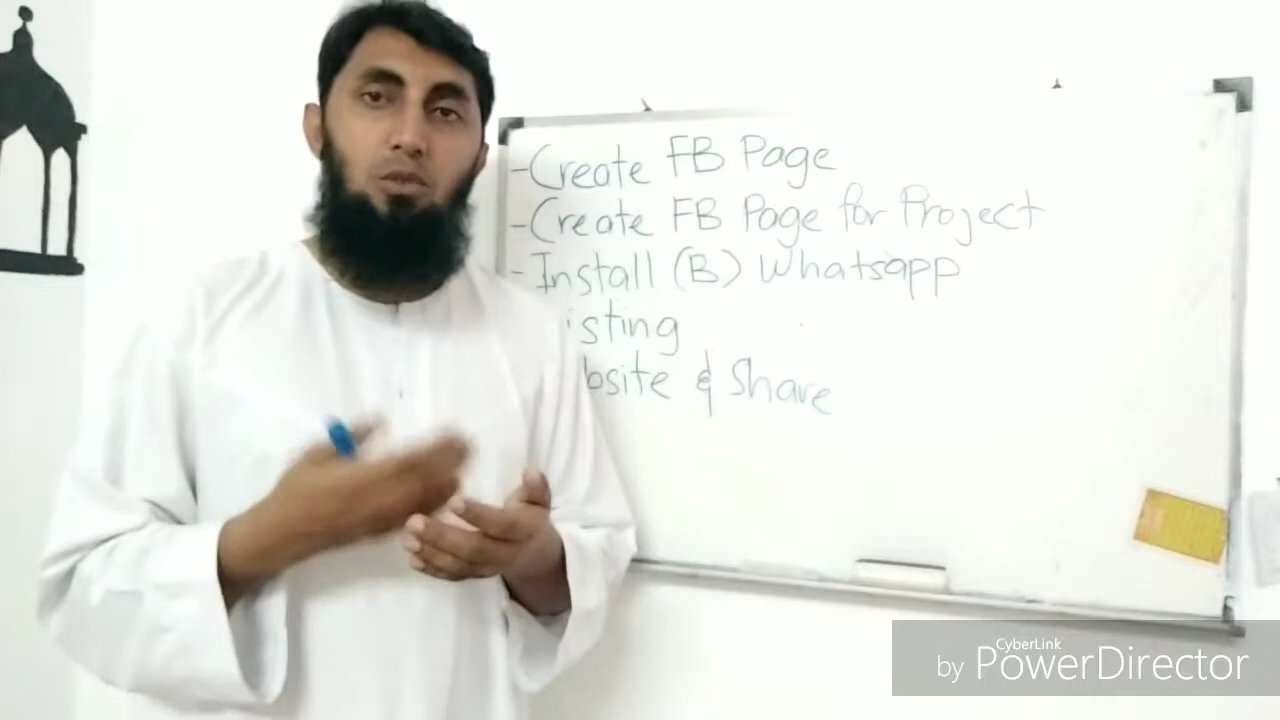 -Create FB Page
-Create FB Page for Project
-Install (B) Whatsapp
isting
bsite & Share
CyberLink
by PowerDirector